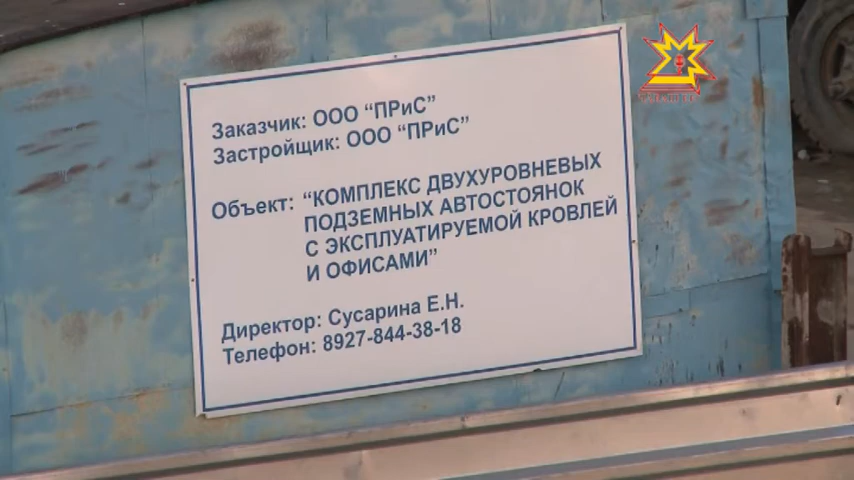 Заказчик: ООО “ПРиС”
Застройщик: ООО “ПРиС”
Объект: “КОМПЛЕКС ДВУХУРОВНЕВЫХ
ПОДЗЕМНЫХ АВТОСТОЯНОК
С ЭКСПЛУАТИРУЕМОЙ КРОВЛЕЙ
И ОФИСАМИ”
Директор: Сусарина Е.Н.
Телефон: 8927-844-38-18